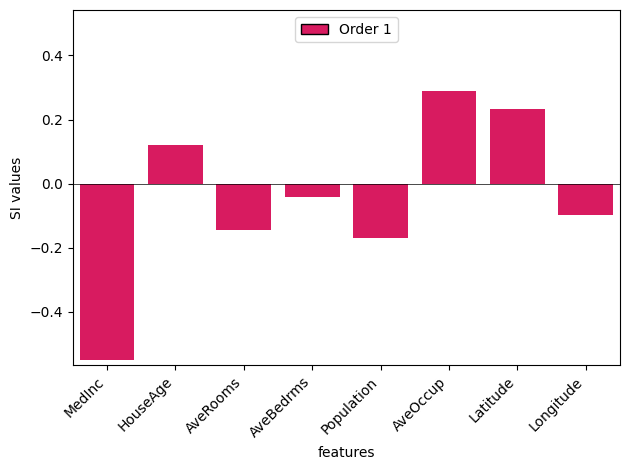 Order 1
0.4
0.2
0.0
−0.2
−0.4
SI values
MedInc
HouseAge
AveRooms
AveBedrms
Population
AveOccup
Latitude
Longitude
features